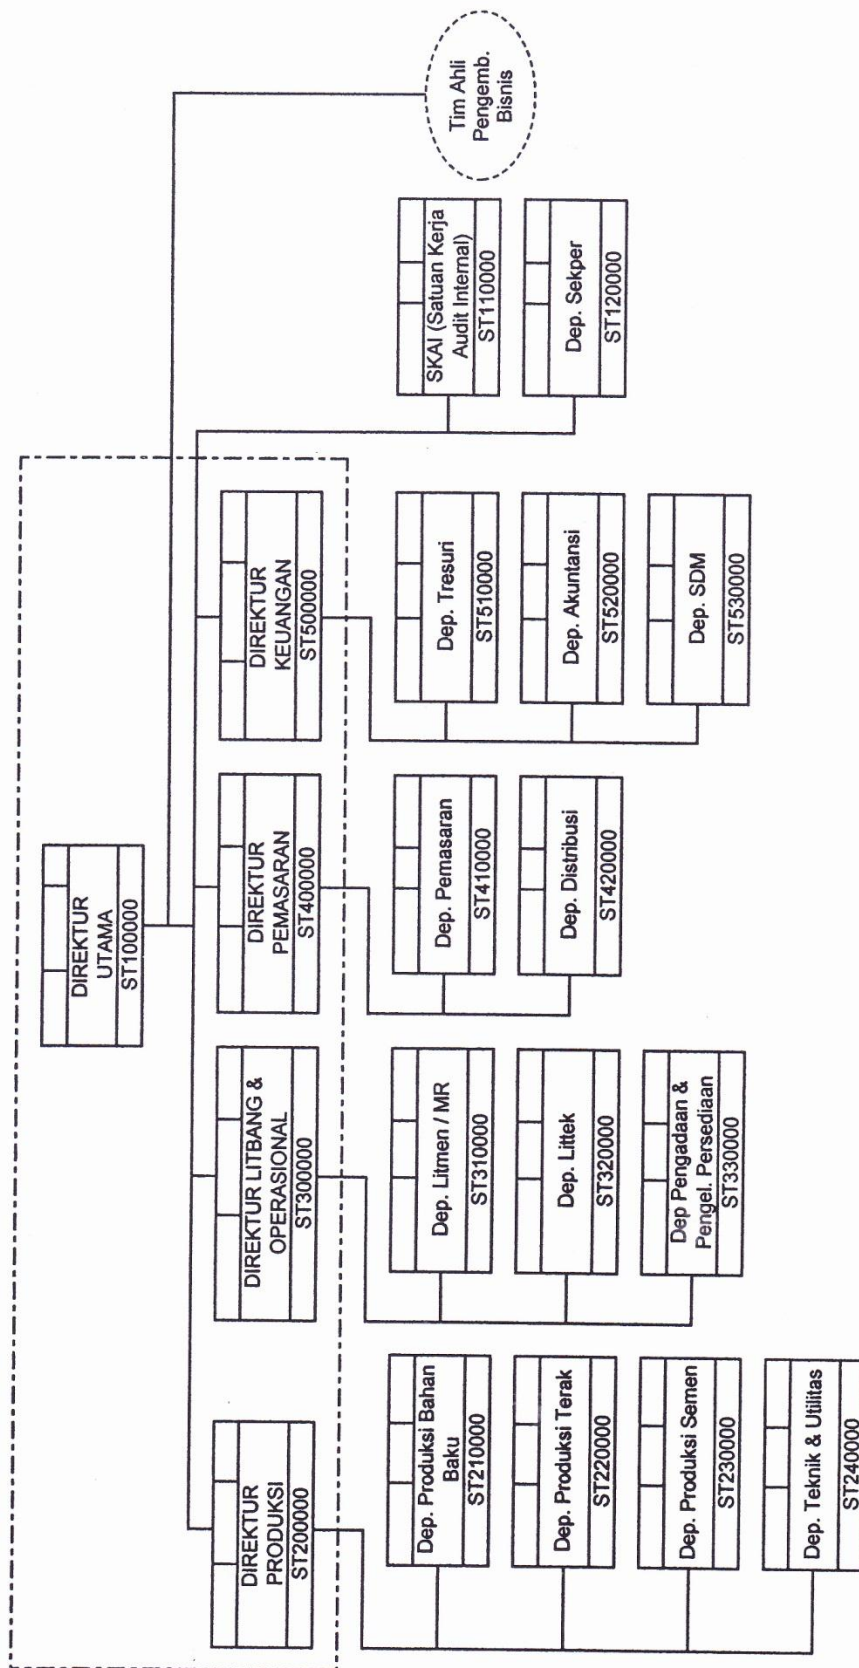 DIREKTUR
UTAMA
ST100000
DIREKTUR
PRODUKSI
ST200000
DIREKTUR LITBANG &
OPERASIONAL
ST300000
DIREKTUR
PEMASARAN
ST400000
DIREKTUR
KEUANGAN
ST500000
Tim Ahli
Pengemb.
Bisnis
Dep. Produksi Bahan
Baku
ST210000
Dep. Produksi Terak
ST220000
Dep. Produksi Semen
ST230000
Dep. Teknik & Utilitas
ST240000
Dep. Litmen / MR
ST310000
Dep. Littek
ST320000
Dep Pengadaan &
Pengel. Persediaan
ST330000
Dep. Pemasaran
ST410000
Dep. Distribusi
ST420000
Dep. Tresuri
ST510000
Dep. Akuntansi
ST520000
Dep. SDM
ST530000
SKAI (Satuan Kerja
Audit Internal)
ST110000
Dep. Sekper
ST120000